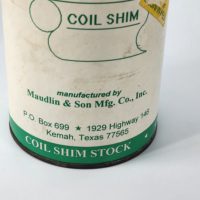 COIL SHIM
manufactured by
Maudlin & Son Mfg. Co., Inc.
P.O. Box 699 ★ 1929 Highway 146
Kemah, Texas 77565
COIL SHIM STOCK